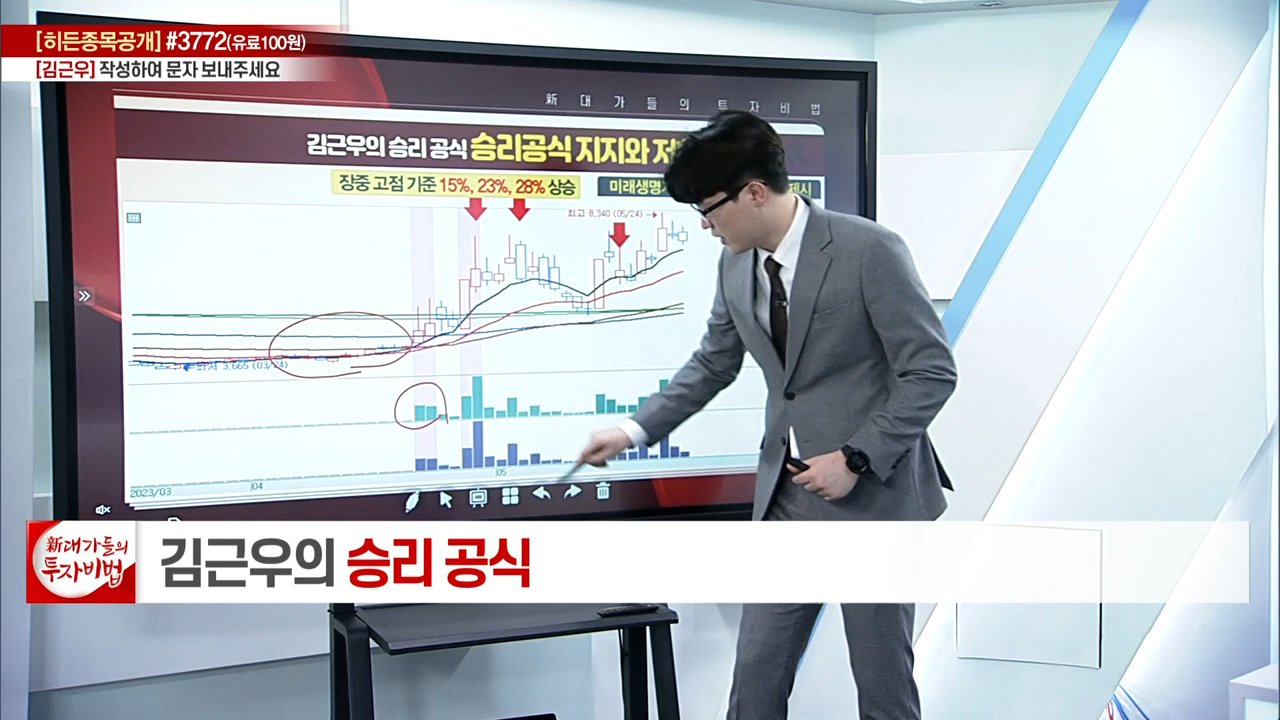 [히든종목공개] #3772(유료100원)
[김근우] 작성하여 문자 보내주세요
新 대 가 들 의 투 자 비 법
김근우의 승리 공식 승리공식 지지와
장중 고점 기준 15%, 23%, 28% 상승
미래생명 제시
최고 8,340 (05/24)
3,665 (03/24)
2023/03
04
05
新대가들의
투자비법
김근우의 승리 공식